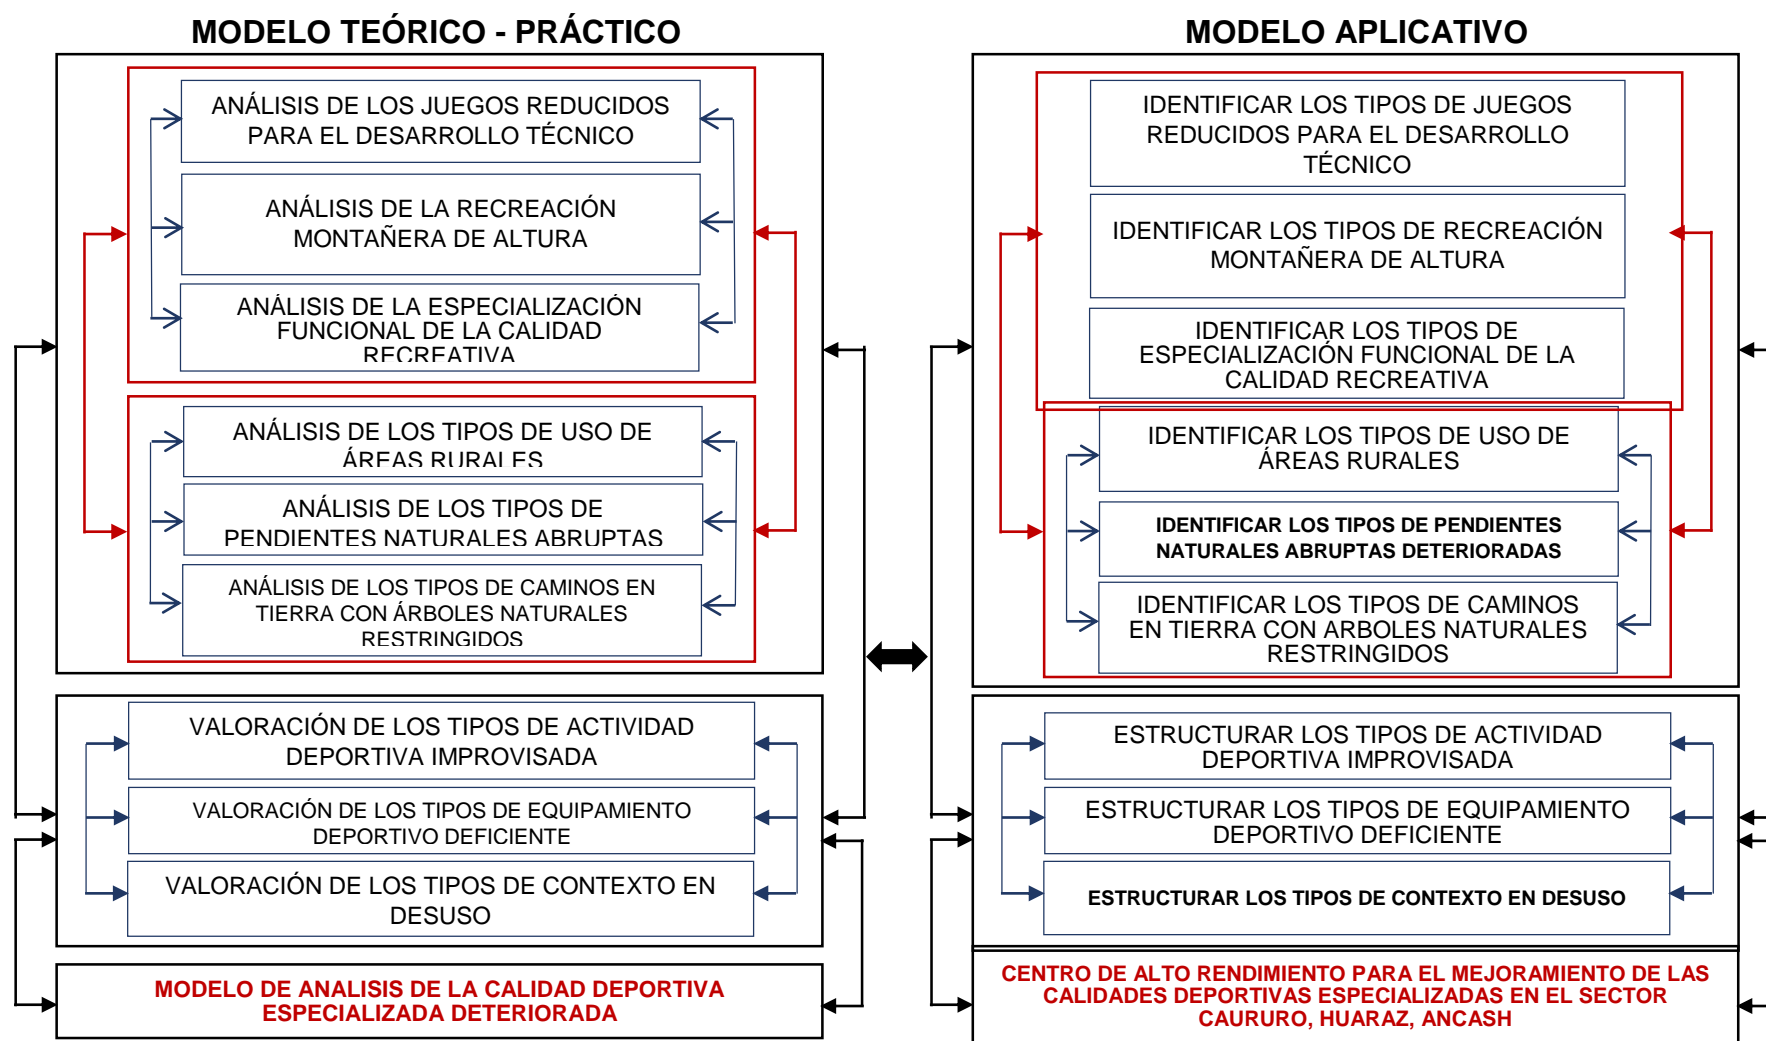 MODELO TEÓRICO - PRÁCTICO
ANÁLISIS DE LOS JUEGOS REDUCIDOS
PARA EL DESARROLLO TÉCNICO
ANÁLISIS DE LA RECREACIÓN
MONTAÑERA DE ALTURA
ANÁLISIS DE LA ESPECIALIZACIÓN
FUNCIONAL DE LA CALIDAD
RECREATIVA
ANÁLISIS DE LOS TIPOS DE USO DE
ÁREAS RURALES
ANÁLISIS DE LOS TIPOS DE
PENDIENTES NATURALES ABRUPTAS
ANÁLISIS DE LOS TIPOS DE CAMINOS EN
TIERRA CON ÁRBOLES NATURALES
RESTRINGIDOS
VALORACIÓN DE LOS TIPOS DE ACTIVIDAD
DEPORTIVA IMPROVISADA
VALORACIÓN DE LOS TIPOS DE EQUIPAMIENTO
DEPORTIVO DEFICIENTE
VALORACIÓN DE LOS TIPOS DE CONTEXTO EN
DESUSO
MODELO DE ANALISIS DE LA CALIDAD DEPORTIVA
ESPECIALIZADA DETERIORADA
MODELO APLICATIVO
IDENTIFICAR LOS TIPOS DE JUEGOS
REDUCIDOS PARA EL DESARROLLO
TÉCNICO
IDENTIFICAR LOS TIPOS DE RECREACIÓN
MONTAÑERA DE ALTURA
IDENTIFICAR LOS TIPOS DE
ESPECIALIZACIÓN FUNCIONAL DE LA
CALIDAD RECREATIVA
IDENTIFICAR LOS TIPOS DE USO DE
ÁREAS RURALES
IDENTIFICAR LOS TIPOS DE PENDIENTES
NATURALES ABRUPTAS DETERIORADAS
IDENTIFICAR LOS TIPOS DE CAMINOS
EN TIERRA CON ARBOLES NATURALES
RESTRINGIDOS
ESTRUCTURAR LOS TIPOS DE ACTIVIDAD
DEPORTIVA IMPROVISADA
ESTRUCTURAR LOS TIPOS DE EQUIPAMIENTO
DEPORTIVO DEFICIENTE
ESTRUCTURAR LOS TIPOS DE CONTEXTO EN DESUSO
CENTRO DE ALTO RENDIMIENTO PARA EL MEJORAMIENTO DE LAS
CALIDADES DEPORTIVAS ESPECIALIZADAS EN EL SECTOR
CAURURO, HUARAZ, ANCASH